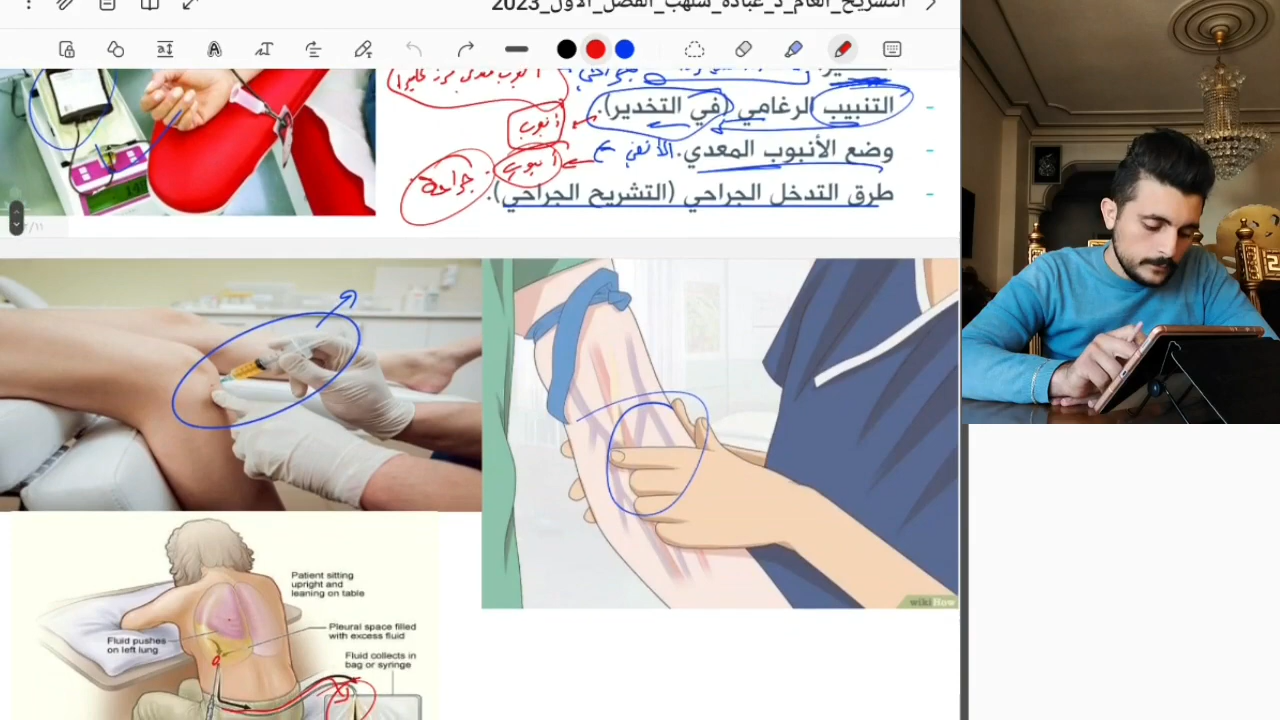 التشريح_العام_د_عبادة_سلهب_الفصل_الأول_2023
- التنبيب الرغامي (في التخدير). أنبوب
- وضع الأنبوب المعدي. الأنفي أنبوب
- طرق التدخل الجراحي (التشريح الجراحي). جراحة
Patient sitting
upright and
leaning on table
Fluid pushes
on left lung
Pleural space filled
with excess fluid
Fluid collects in
bag or syringe
wikiHow